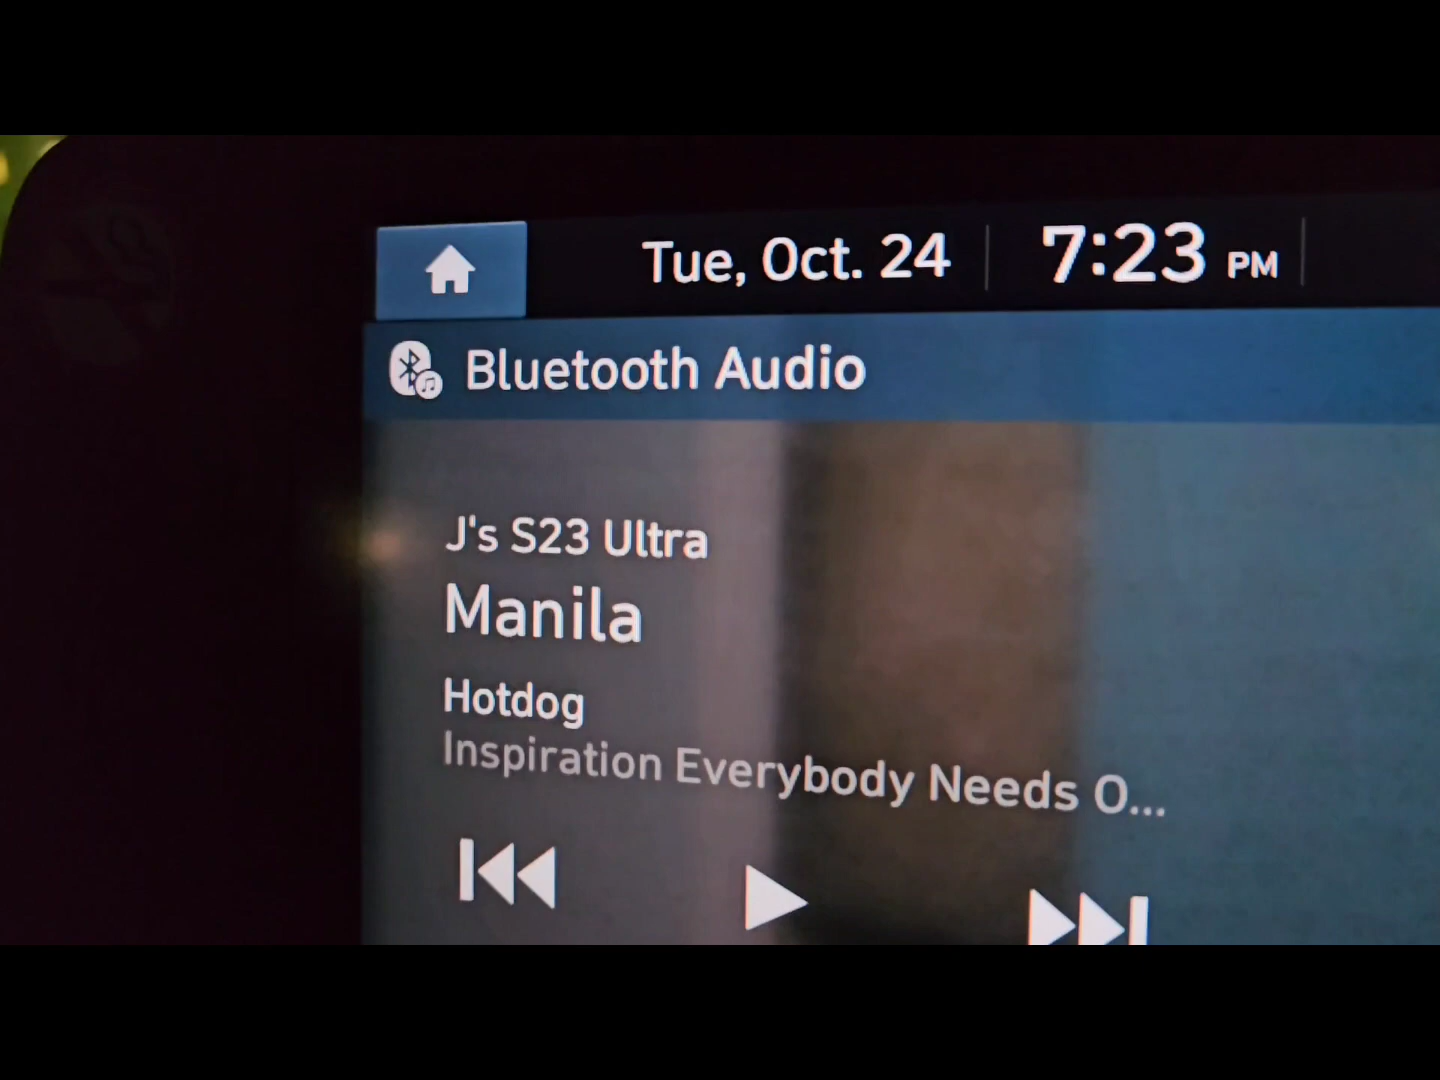 Tue, Oct. 24 7:23 PM
Bluetooth Audio
J's S23 Ultra
Manila
Hotdog
Inspiration Everybody Needs O...